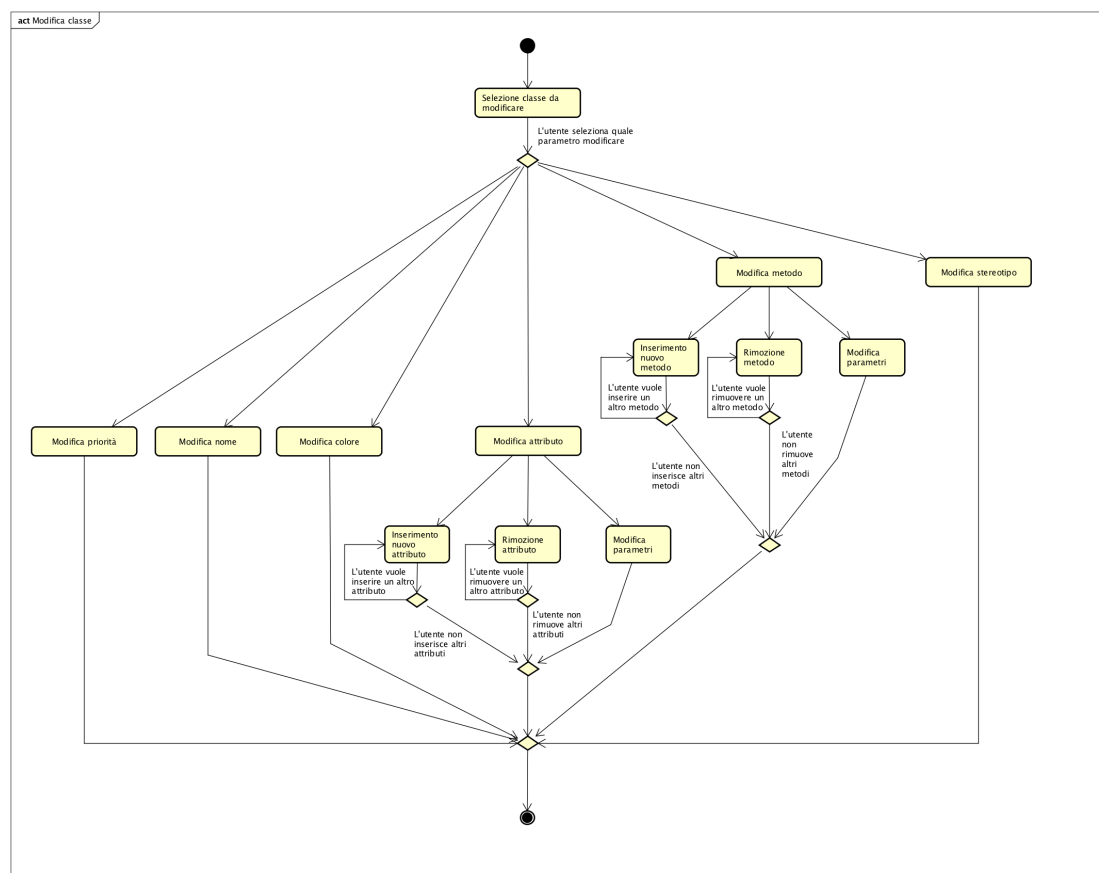 act Modifica classe
Selezione classe da
modificare
L'utente seleziona quale
parametro modificare
Modifica metodo
Modifica stereotipo
Inserimento
nuovo
metodo
Rimozione
metodo
Modifica
parametri
L'utente vuole
inserire un
altro metodo
L'utente vuole
rimuovere un
altro metodo
L'utente
non
rimuove
altri
metodi
L'utente non
inserisce altri
metodi
Modifica priorità
Modifica nome
Modifica colore
Modifica attributo
Inserimento
nuovo
attributo
Rimozione
attributo
Modifica
parametri
L'utente vuole
inserire un altro
attributo
L'utente vuole
rimuovere un
altro attributo
L'utente non
rimuove altri
attributi
L'utente non
inserisce altri
attributi